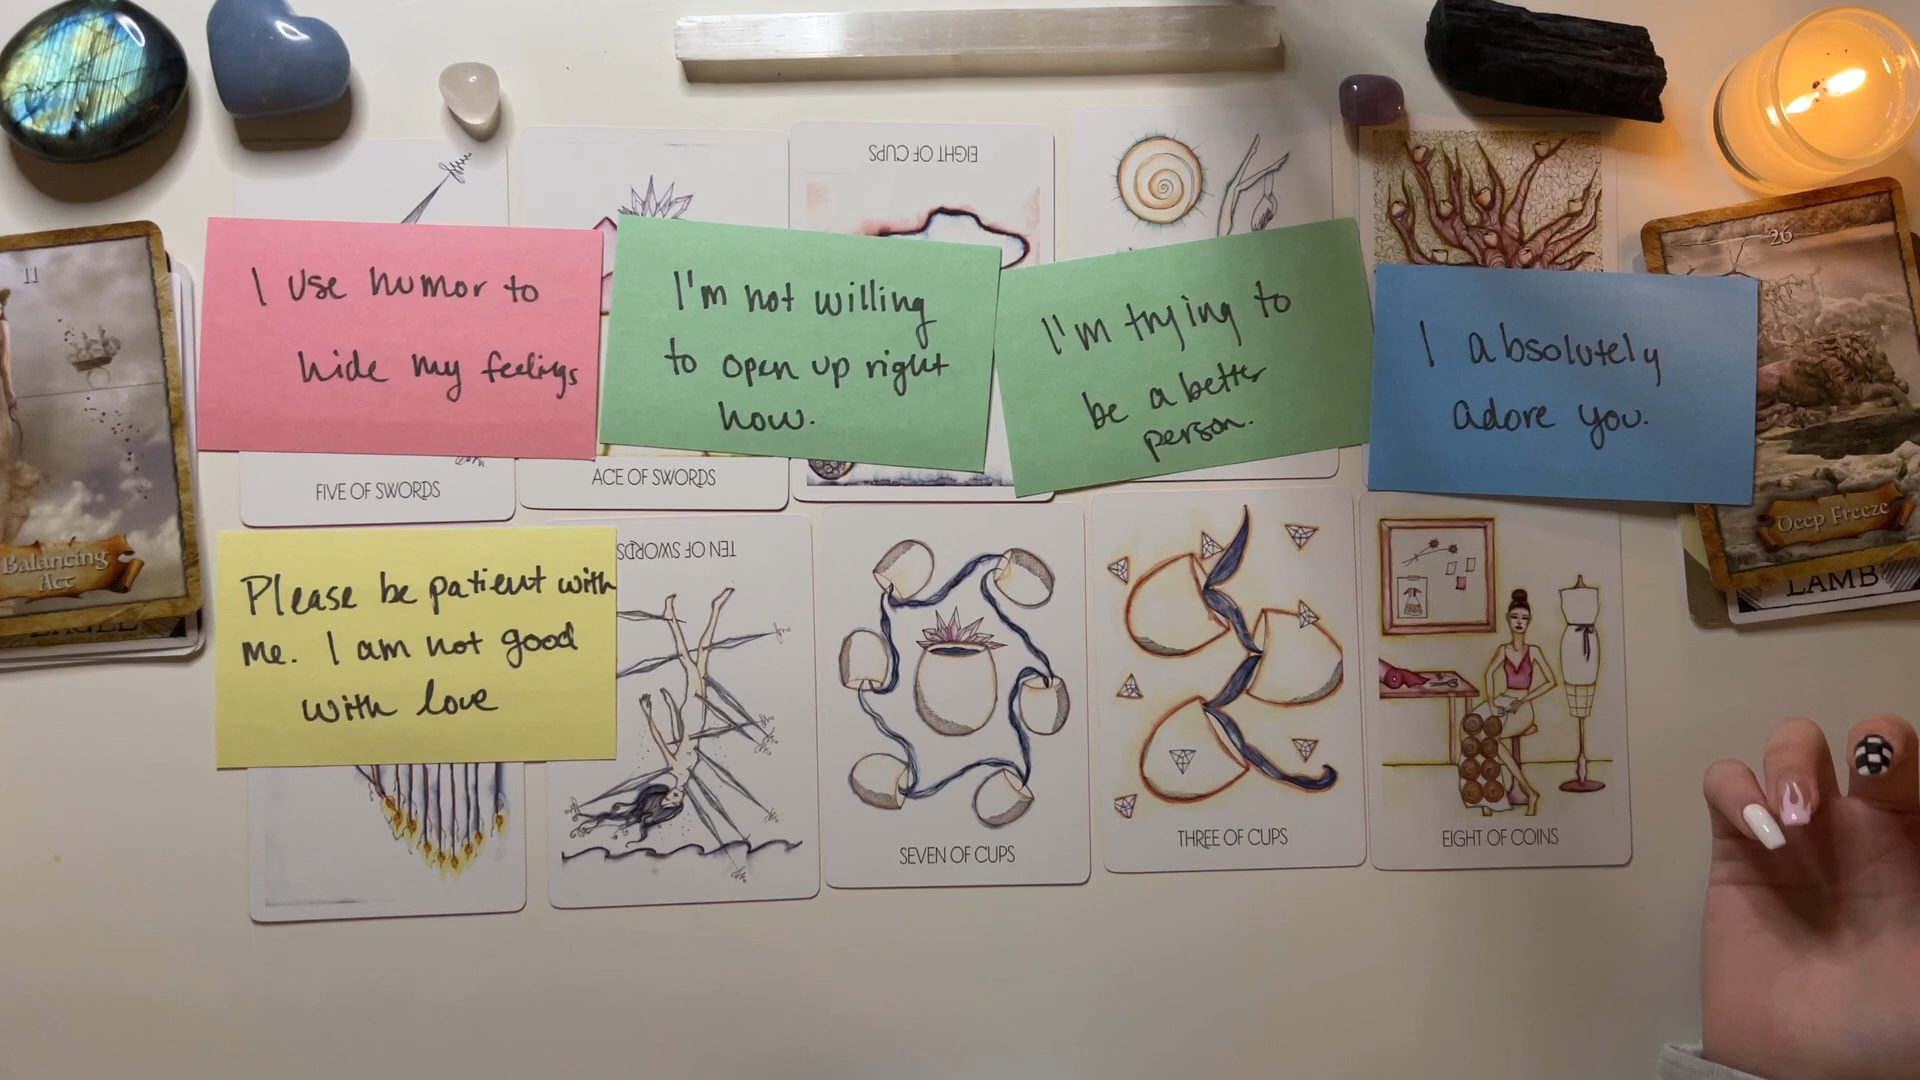 EIGHT OF CUPS
11
26
I use humor to
hide my feelings
I'm not willing
to open up right
now.
I'm trying to
be a better
person.
I absolutely
adore you.
Balancing
Act
FIVE OF SWORDS
ACE OF SWORDS
Deep Freeze
LAMB
Please be patient with
me. I am not good
with love
TEN OF SWORDS
SEVEN OF CUPS
THREE OF CUPS
EIGHT OF COINS